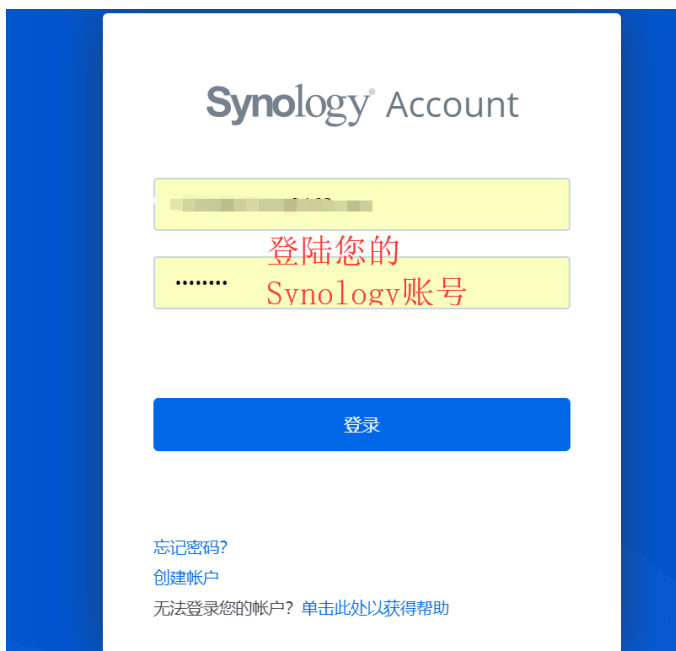 Synology® Account
登陆您的
Synology账号
登录
忘记密码?
创建帐户
无法登录您的帐户? 单击此处以获得帮助